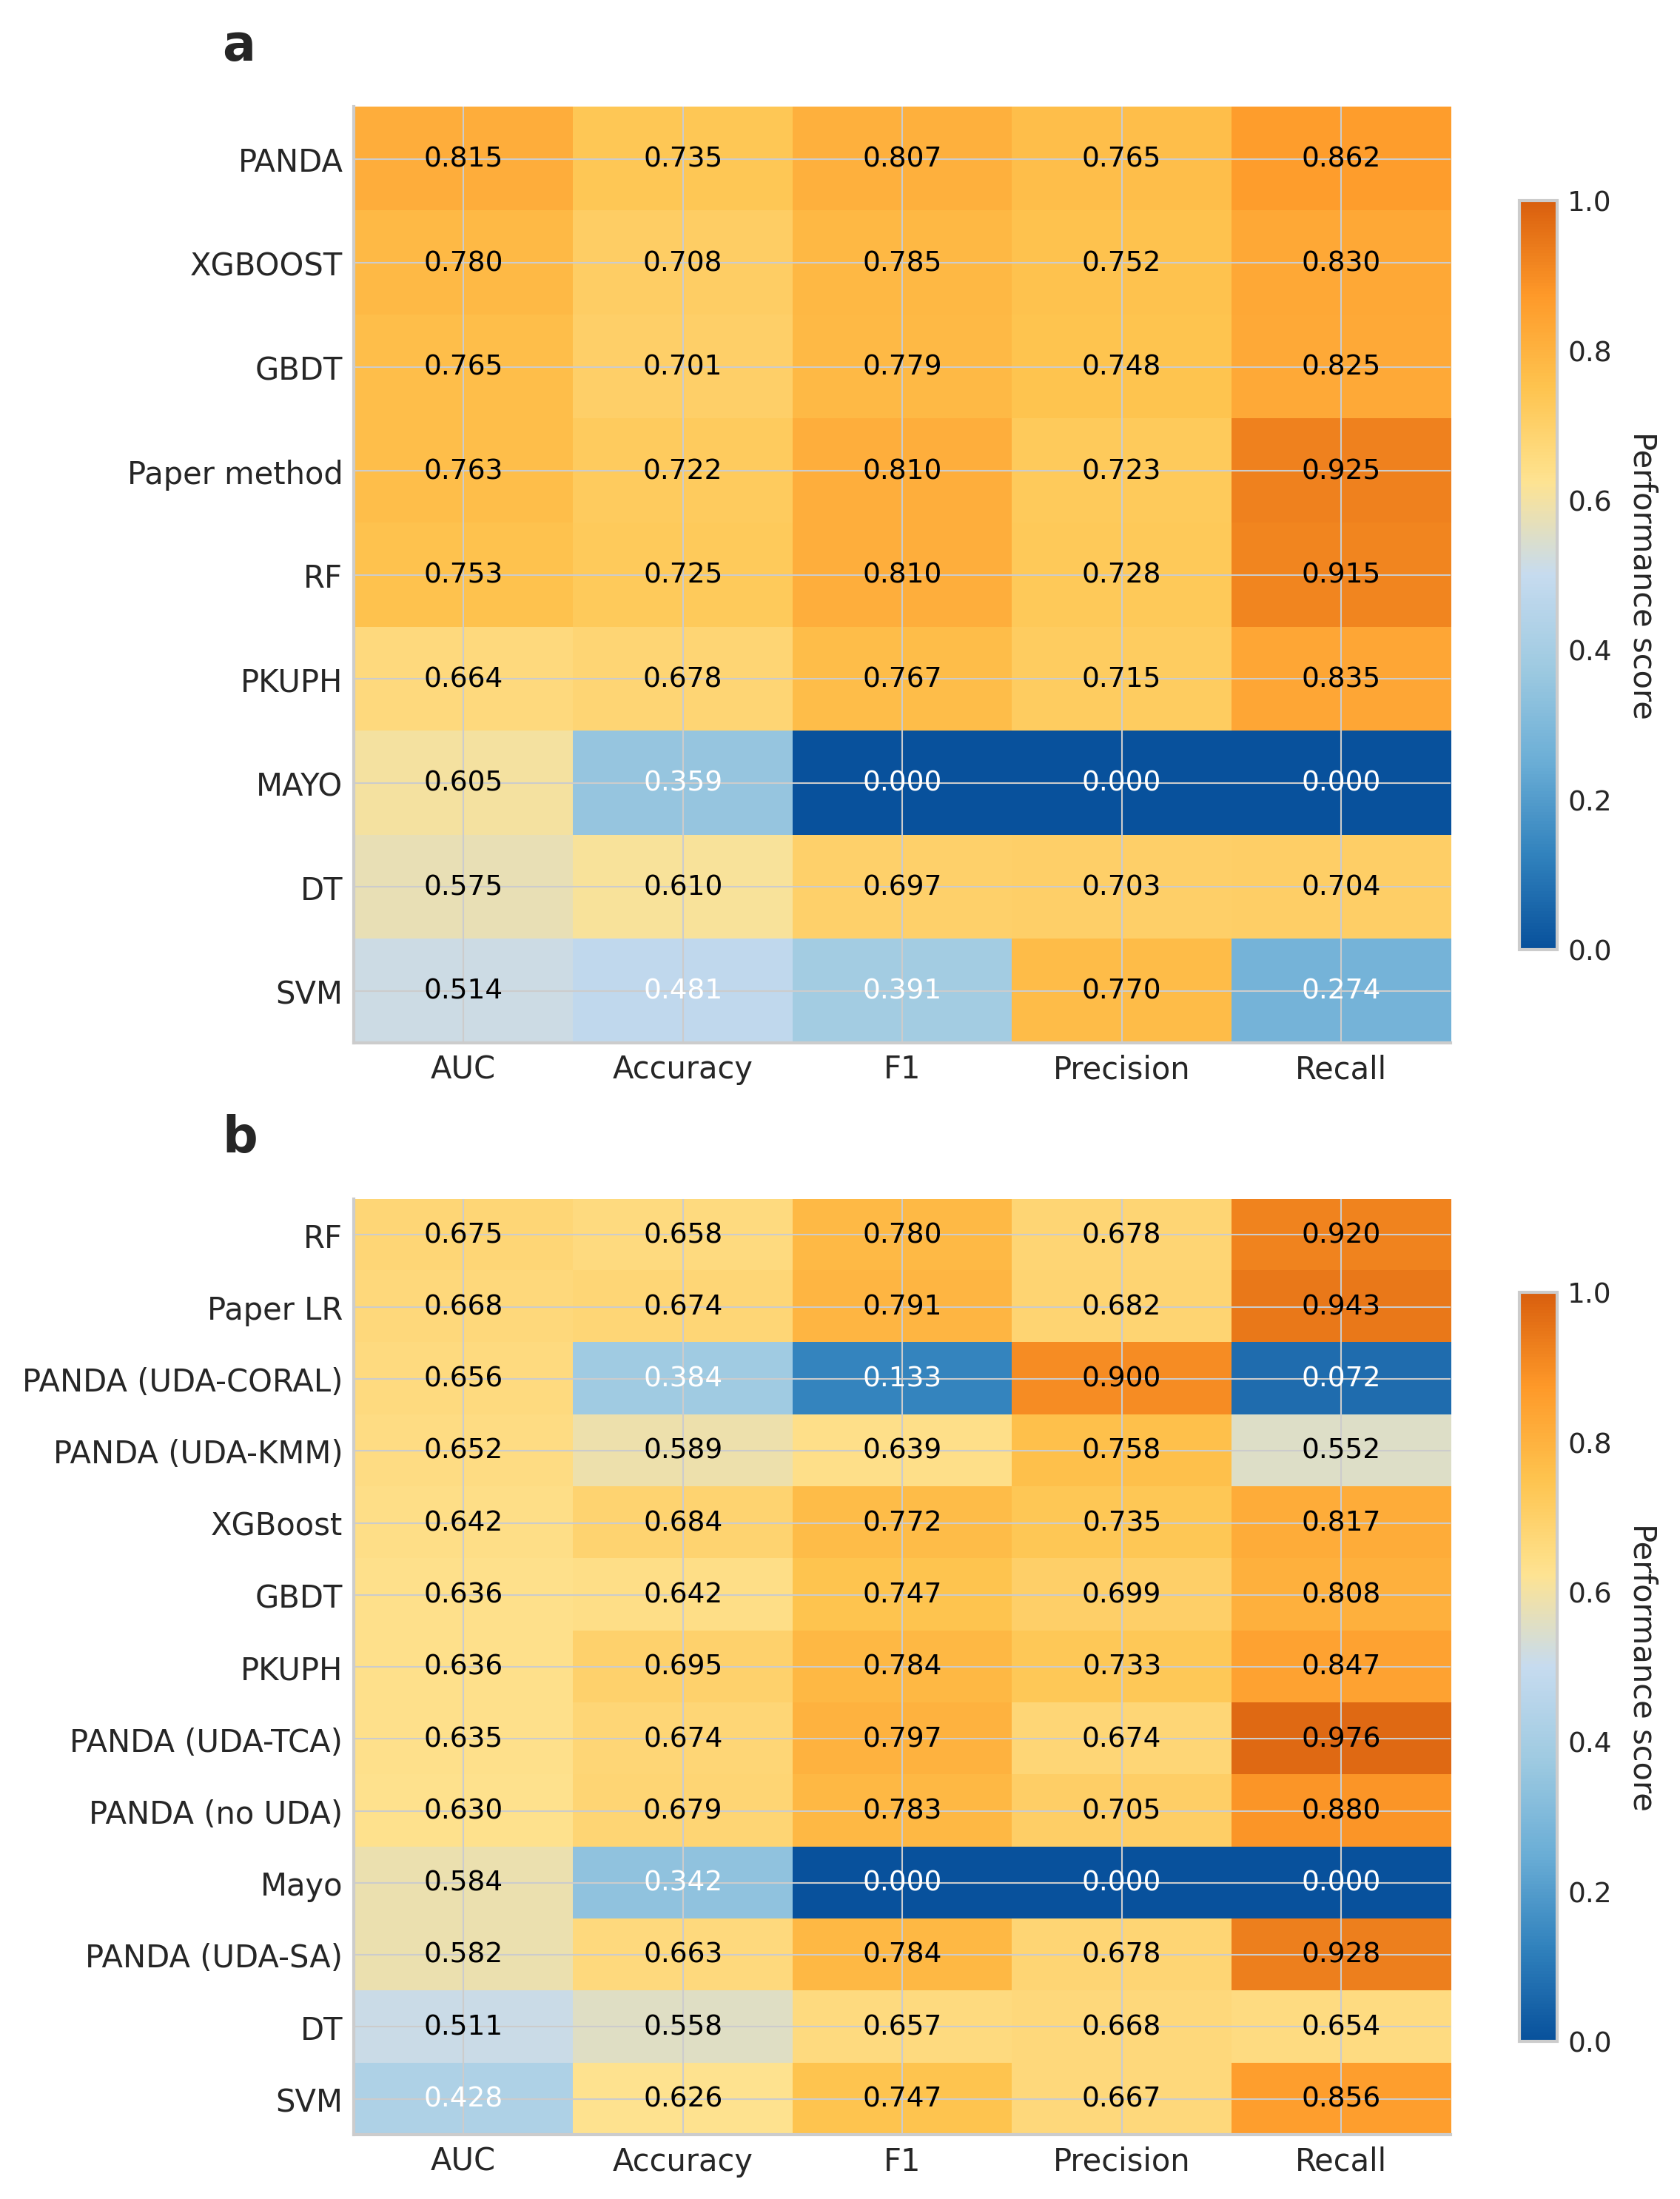 a
PANDA 0.815 0.735 0.807 0.765 0.862
XGBOOST 0.780 0.708 0.785 0.752 0.830
GBDT 0.765 0.701 0.779 0.748 0.825
Paper method 0.763 0.722 0.810 0.723 0.925
RF 0.753 0.725 0.810 0.728 0.915
PKUPH 0.664 0.678 0.767 0.715 0.835
MAYO 0.605 0.359 0.000 0.000 0.000
DT 0.575 0.610 0.697 0.703 0.704
SVM 0.514 0.481 0.391 0.770 0.274
AUC Accuracy F1 Precision Recall
1.0
0.8
0.6
0.4
0.2
0.0
Performance score
b
RF 0.675 0.658 0.780 0.678 0.920
Paper LR 0.668 0.674 0.791 0.682 0.943
PANDA (UDA-CORAL) 0.656 0.384 0.133 0.900 0.072
PANDA (UDA-KMM) 0.652 0.589 0.639 0.758 0.552
XGBoost 0.642 0.684 0.772 0.735 0.817
GBDT 0.636 0.642 0.747 0.699 0.808
PKUPH 0.636 0.695 0.784 0.733 0.847
PANDA (UDA-TCA) 0.635 0.674 0.797 0.674 0.976
PANDA (no UDA) 0.630 0.679 0.783 0.705 0.880
Mayo 0.584 0.342 0.000 0.000 0.000
PANDA (UDA-SA) 0.582 0.663 0.784 0.678 0.928
DT 0.511 0.558 0.657 0.668 0.654
SVM 0.428 0.626 0.747 0.667 0.856
AUC Accuracy F1 Precision Recall
1.0
0.8
0.6
0.4
0.2
0.0
Performance score